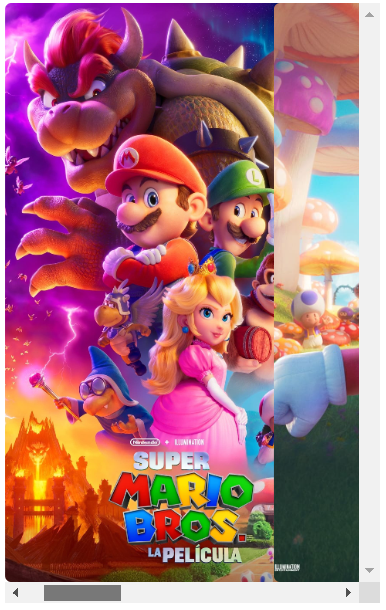 Nintendo + ILLUMINATION
SUPER
MARIO
BROS.
LA PELÍCULA
ILLUMINATION